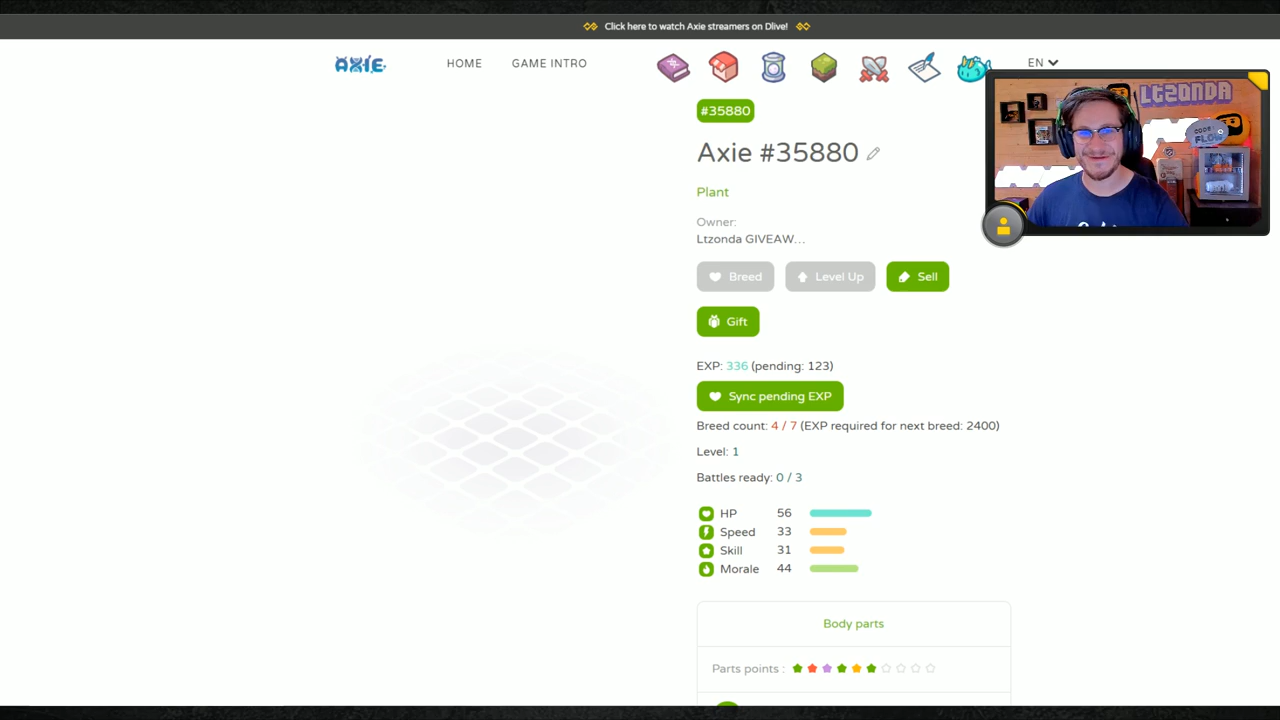 Click here to watch Axie streamers on Dlive!
AXIE
HOME
GAME INTRO
EN
LTZONDA
CODE
FLOW
#35880
Axie #35880
Plant
Owner:
Ltzonda GIVEAW...
Breed
Level Up
Sell
Gift
EXP: 336 (pending: 123)
Sync pending EXP
Breed count: 4 / 7 (EXP required for next breed: 2400)
Level: 1
Battles ready: 0 / 3
HP 56
Speed 33
Skill 31
Morale 44
Body parts
Parts points :